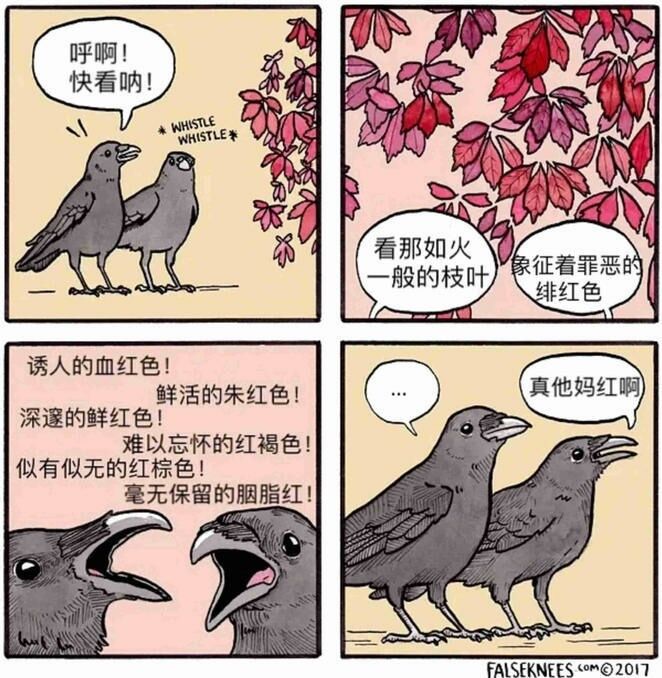 呼啊!
快看呐!
* WHISTLE
WHISTLE*
看那如火
一般的枝叶
象征着罪恶的
绯红色
诱人的血红色!
鲜活的朱红色!
深邃的鲜红色!
难以忘怀的红褐色!
似有似无的红棕色!
毫无保留的胭脂红!
...
真他妈红啊
FALSEKNEES.COM©2017